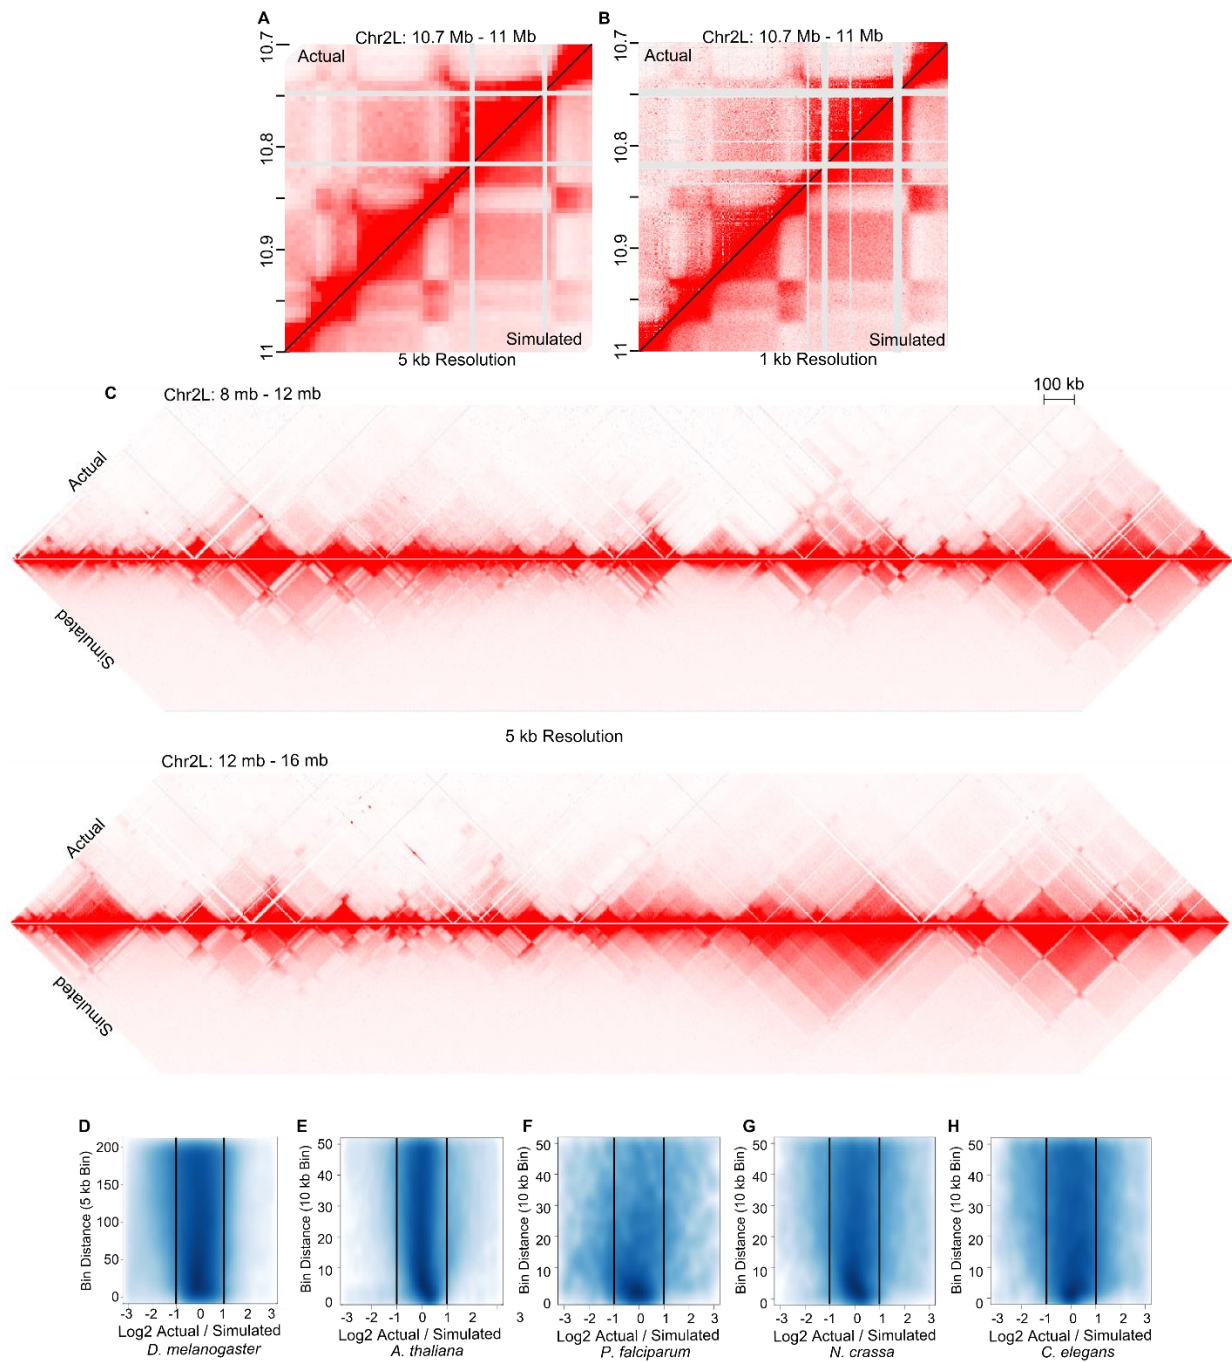 A
B
Chr2L: 10.7 Mb - 11 Mb
Chr2L: 10.7 Mb - 11 Mb
10.7
10.8
10.9
11
Actual
Simulated
5 kb Resolution
10.7
10.8
10.9
11
Actual
Simulated
1 kb Resolution
C
Chr2L: 8 mb - 12 mb
100 kb
Actual
Simulated
5 kb Resolution
Chr2L: 12 mb - 16 mb
Actual
Simulated
D
Bin Distance (5 kb Bin)
200
150
100
50
0
-3 -2 -1 0 1 2 3
Log2 Actual / Simulated
D. melanogaster
E
Bin Distance (10 kb Bin)
50
40
30
20
10
0
-3 -2 -1 0 1 2 3
Log2 Actual / Simulated
A. thaliana
F
Bin Distance (10 kb Bin)
50
40
30
20
10
0
-3 -2 -1 0 1 2 3
Log2 Actual / Simulated
P. falciparum
G
Bin Distance (10 kb Bin)
50
40
30
20
10
0
-3 -2 -1 0 1 2 3
Log2 Actual / Simulated
N. crassa
H
Bin Distance (10 kb Bin)
50
40
30
20
10
0
-3 -2 -1 0 1 2 3
Log2 Actual / Simulated
C. elegans